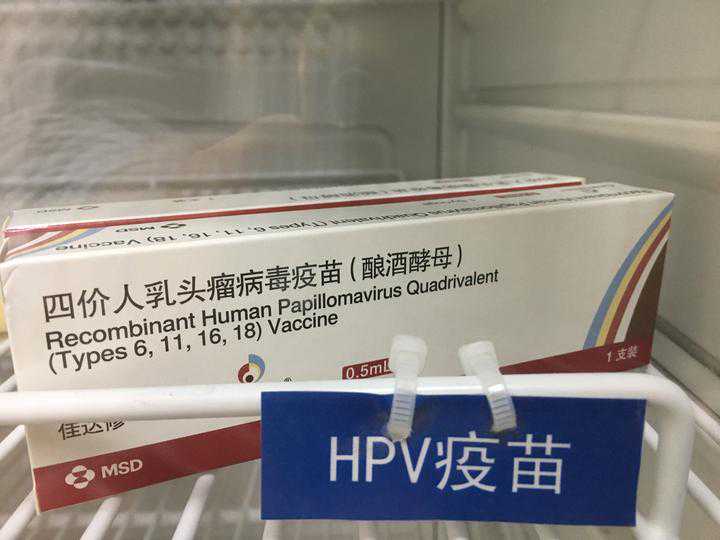 MSD
四价人乳头瘤病毒疫苗(酿酒酵母)
Recombinant Human Papillomavirus Quadrivalent
(Types 6, 11, 16, 18) Vaccine
0.5mL
1支装
佳达修
MSD
HPV疫苗